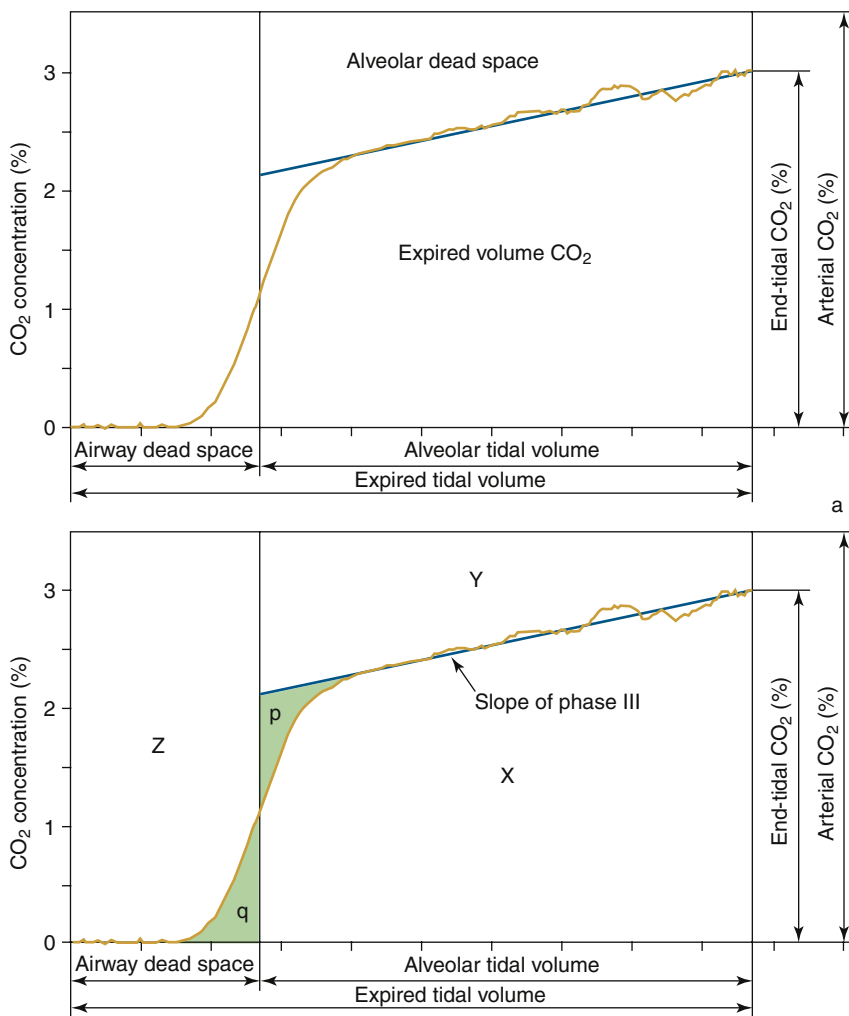 CO₂ concentration (%)
3
2
1
0
Alveolar dead space
Expired volume CO₂
End-tidal CO₂ (%)
Arterial CO₂ (%)
Airway dead space
Alveolar tidal volume
Expired tidal volume
a
CO₂ concentration (%)
3
2
1
0
Y
Slope of phase III
p
Z
X
q
End-tidal CO₂ (%)
Arterial CO₂ (%)
Airway dead space
Alveolar tidal volume
Expired tidal volume